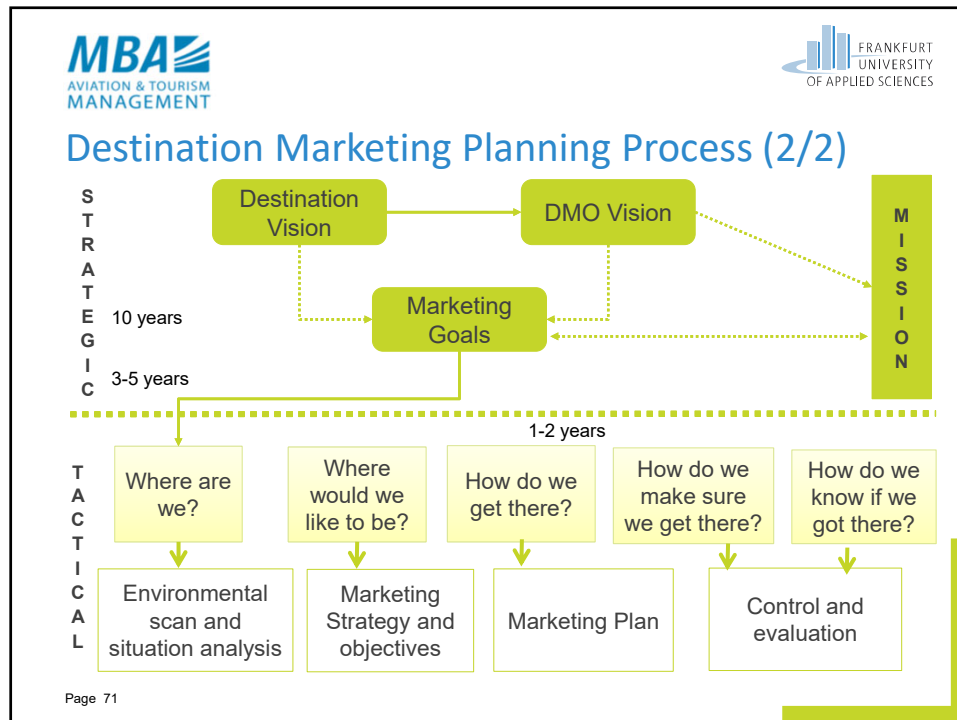 MBA
AVIATION & TOURISM
MANAGEMENT
FRANKFURT
UNIVERSITY
OF APPLIED SCIENCES
Destination Marketing Planning Process (2/2)
STRATEGIC
Destination
Vision
DMO Vision
MISSION
Marketing
Goals
10 years
3-5 years
1-2 years
TACTICAL
Where are
we?
Where
would we
like to be?
How do we
get there?
How do we
make sure
we get there?
How do we
know if we
got there?
Environmental
scan and
situation analysis
Marketing
Strategy and
objectives
Marketing Plan
Control and
evaluation
Page 71